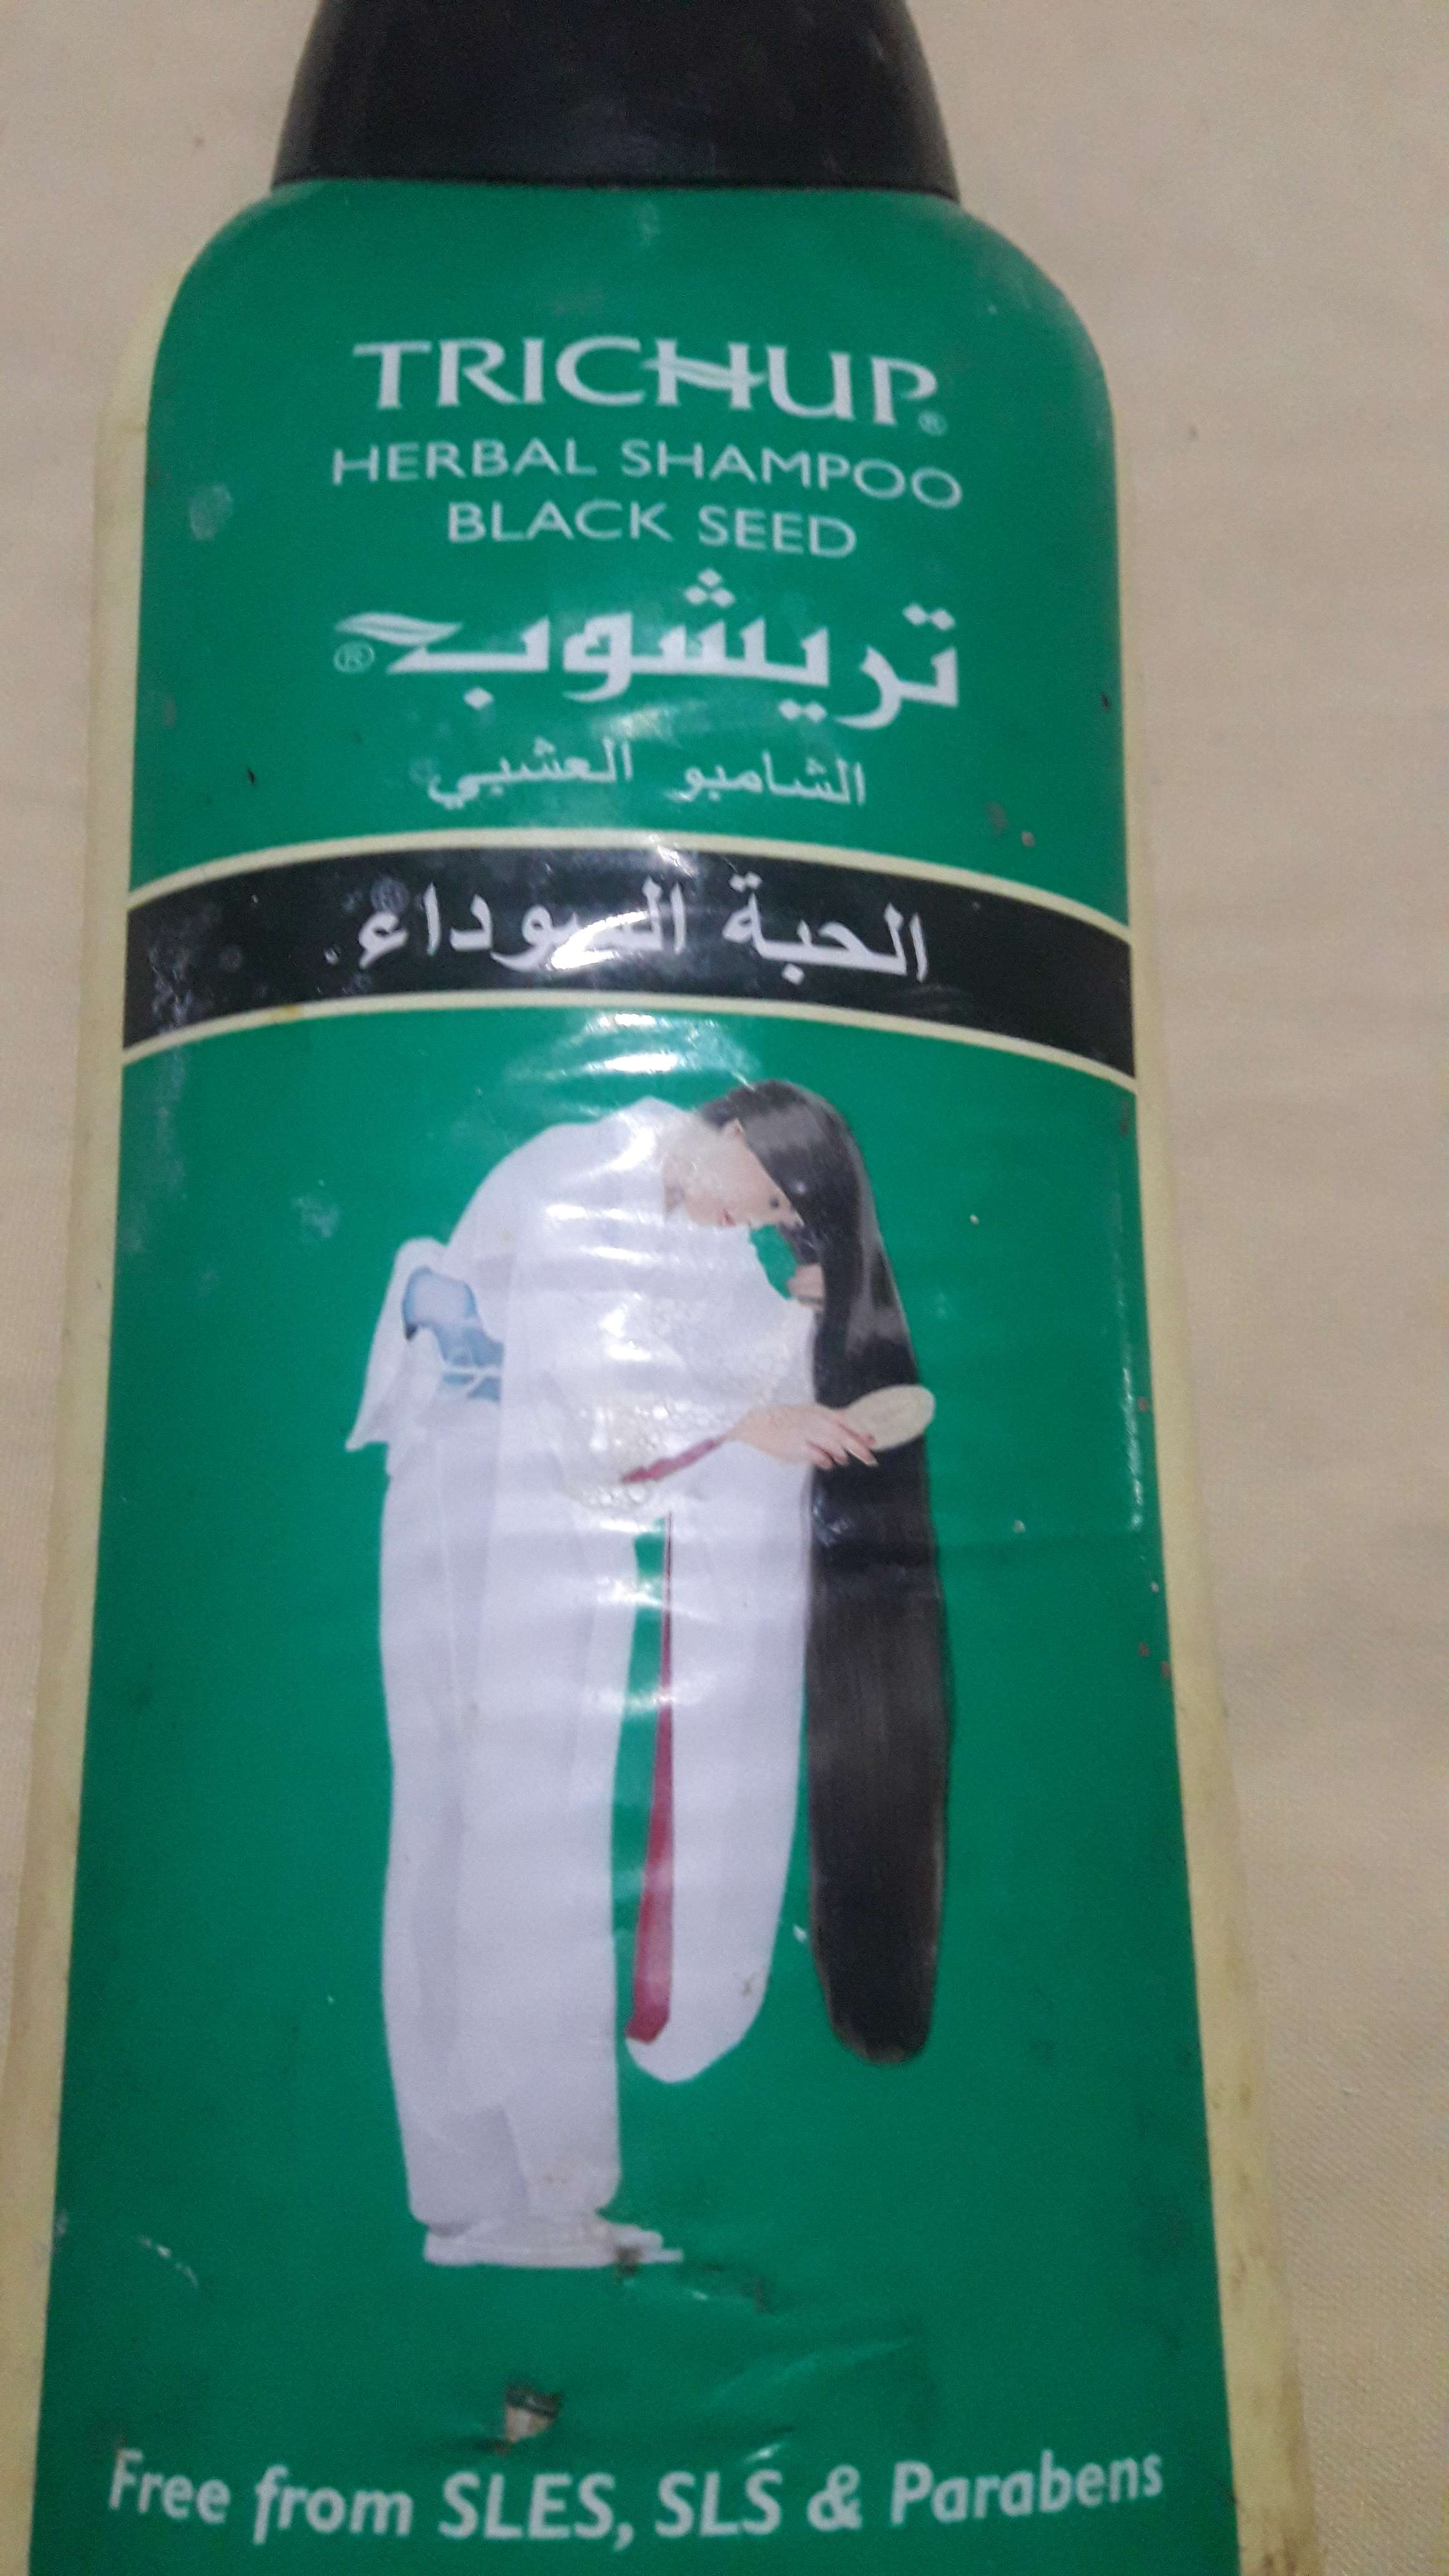 TRICHUP®
HERBAL SHAMPOO
BLACK SEED
تريشوب®
الشامبو العشبي
الحبة السوداء
Free from SLES, SLS & Parabens